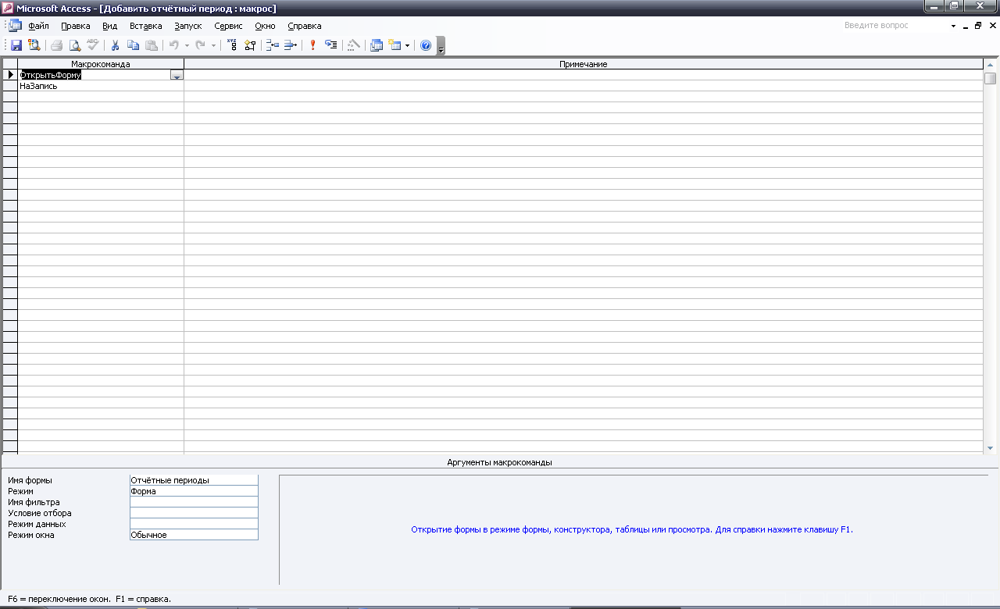 Microsoft Access - [Добавить отчётный период : макрос]
Файл Правка Вид Вставка Запуск Сервис Окно Справка Введите вопрос
Макрокоманда Примечание
ОткрытьФорму
НаЗапись
Аргументы макрокоманды
Имя формы Отчётные периоды
Режим Форма
Имя фильтра
Условие отбора
Режим данных
Режим окна Обычное
Открытие формы в режиме формы, конструктора, таблицы или просмотра. Для справки нажмите клавишу F1.
F6 = переключение окон. F1 = справка.